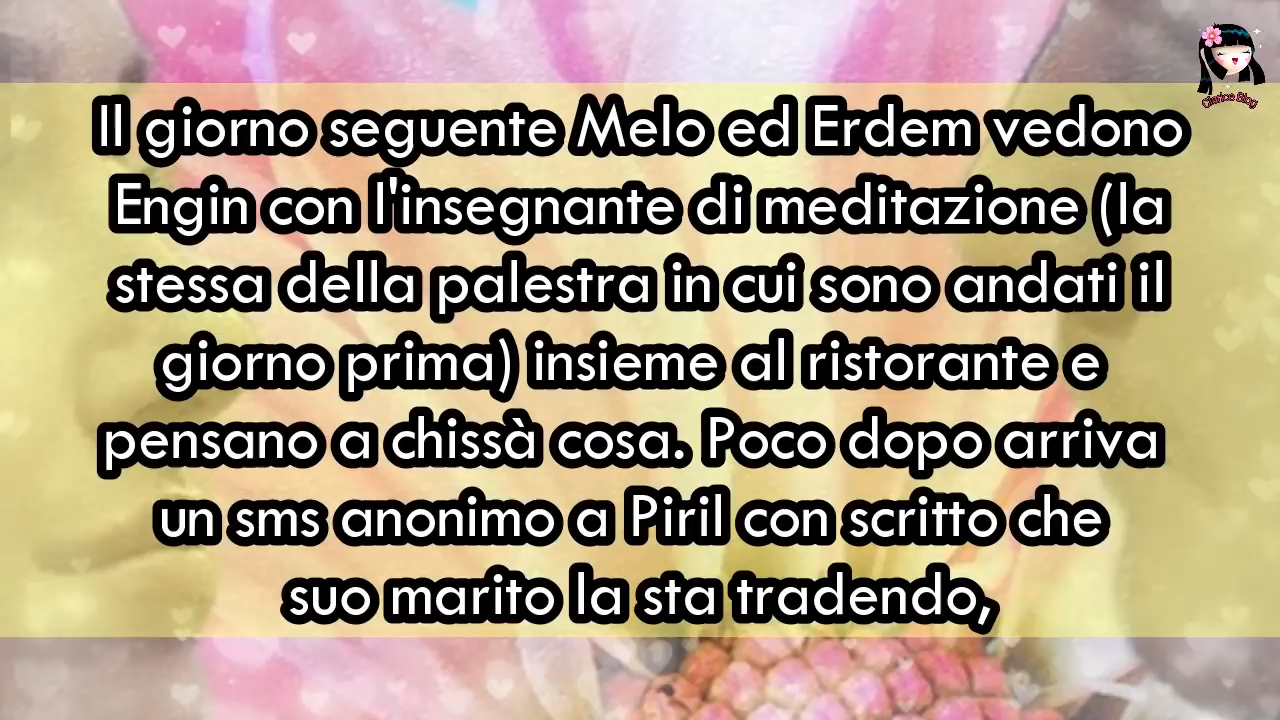 Clarice Blog
Il giorno seguente Melo ed Erdem vedono
Engin con l'insegnante di meditazione (la
stessa della palestra in cui sono andati il
giorno prima) insieme al ristorante e
pensano a chissà cosa. Poco dopo arriva
un sms anonimo a Piril con scritto che
suo marito la sta tradendo,